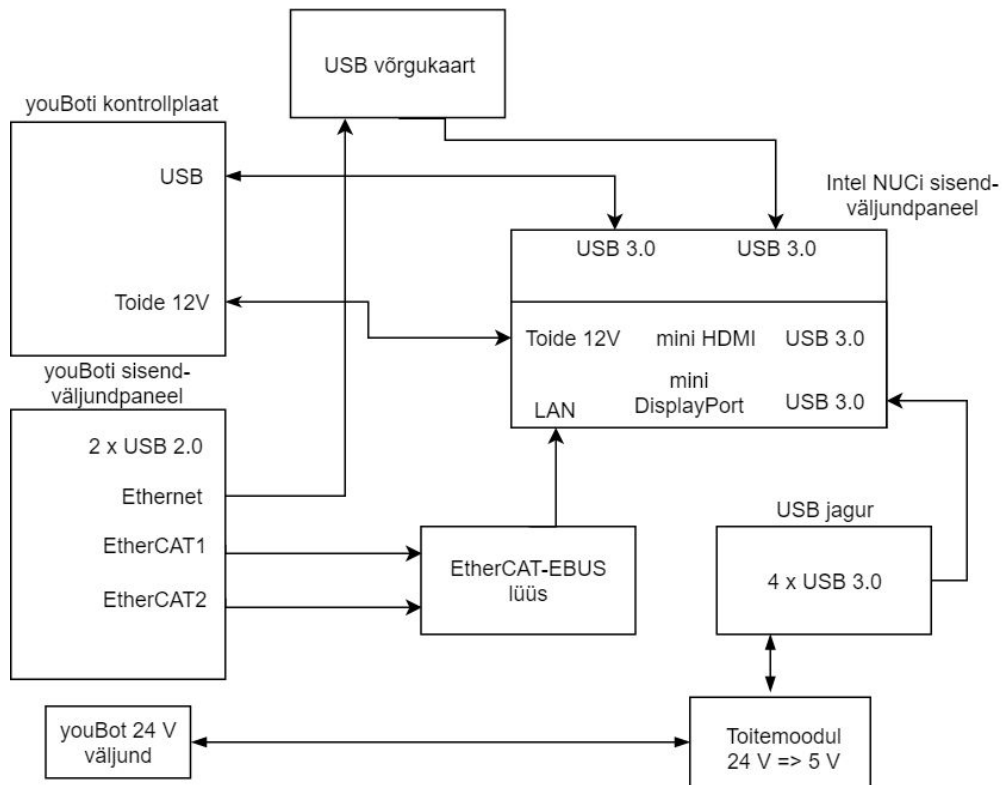 USB võrgukaart
youBoti kontrollplaat
USB
Toide 12V
Intel NUCi sisend-
väljundpaneel
USB 3.0
USB 3.0
Toide 12V
mini HDMI
USB 3.0
mini
DisplayPort
USB 3.0
LAN
youBoti sisend-
väljundpaneel
2 x USB 2.0
Ethernet
EtherCAT1
EtherCAT2
EtherCAT-EBUS
lüüs
USB jagur
4 x USB 3.0
youBot 24 V
väljund
Toitemoodul
24 V => 5 V